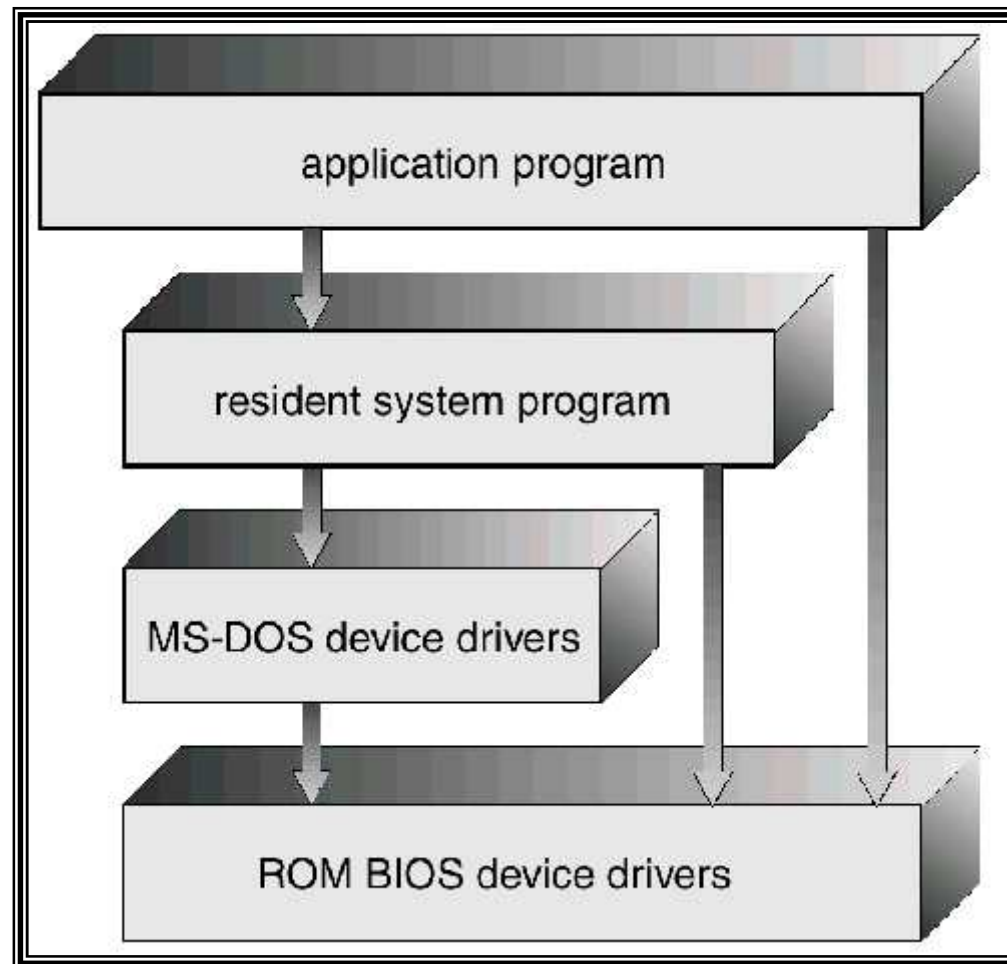 application program
resident system program
MS-DOS device drivers
ROM BIOS device drivers